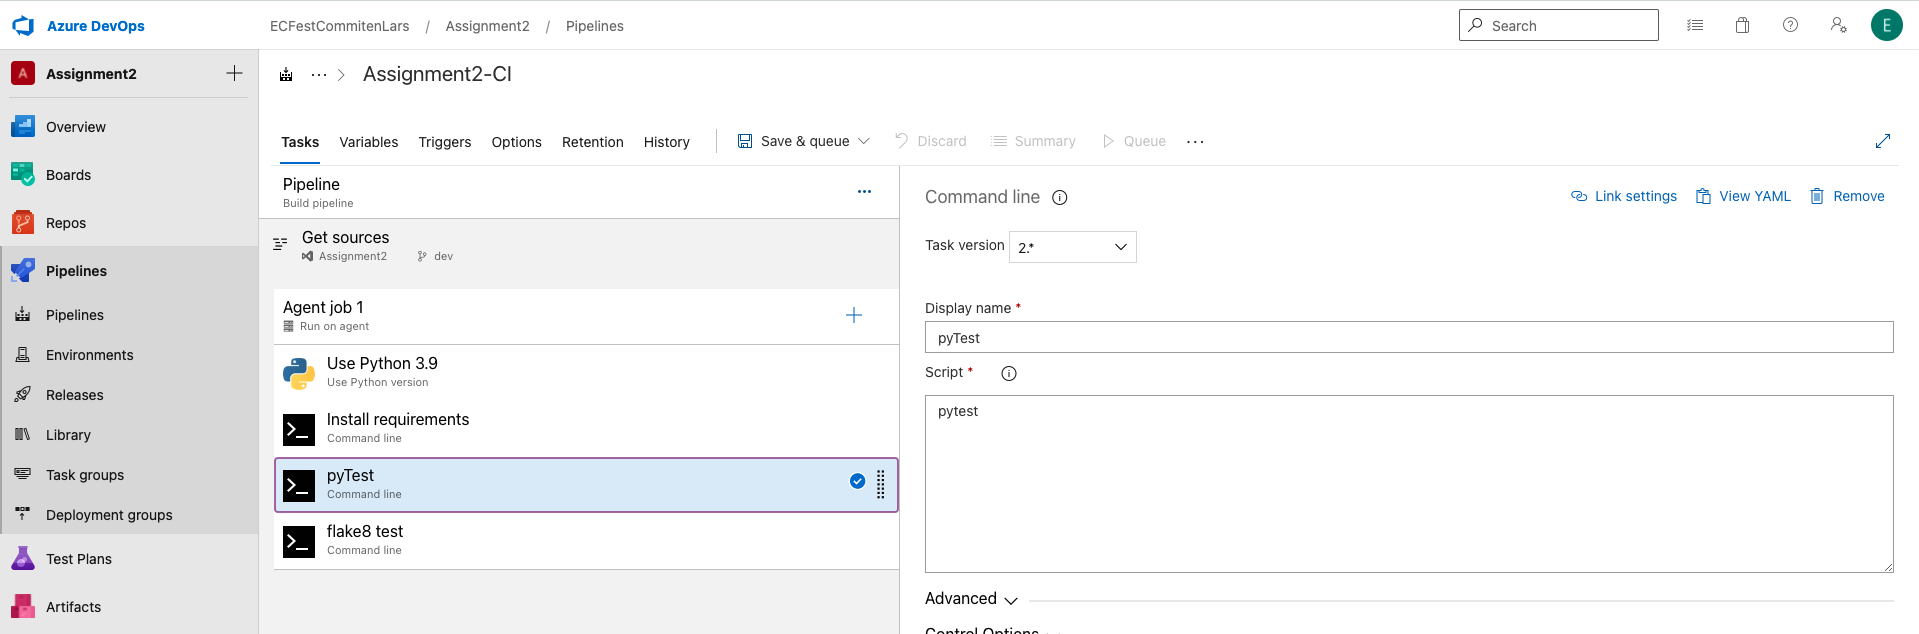 Azure DevOps
ECFestCommitenLars / Assignment2 / Pipelines
Search
E
A Assignment2
Overview
Boards
Repos
Pipelines
Pipelines
Environments
Releases
Library
Task groups
Deployment groups
Test Plans
Artifacts
... > Assignment2-CI
Tasks Variables Triggers Options Retention History Save & queue Discard Summary Queue ...
Pipeline
Build pipeline
Get sources
Assignment2 dev
Agent job 1
Run on agent
Use Python 3.9
Use Python version
Install requirements
Command line
pyTest
Command line
flake8 test
Command line
Command line
Link settings View YAML Remove
Task version 2.*
Display name *
pyTest
Script *
pytest
Advanced
Control Options